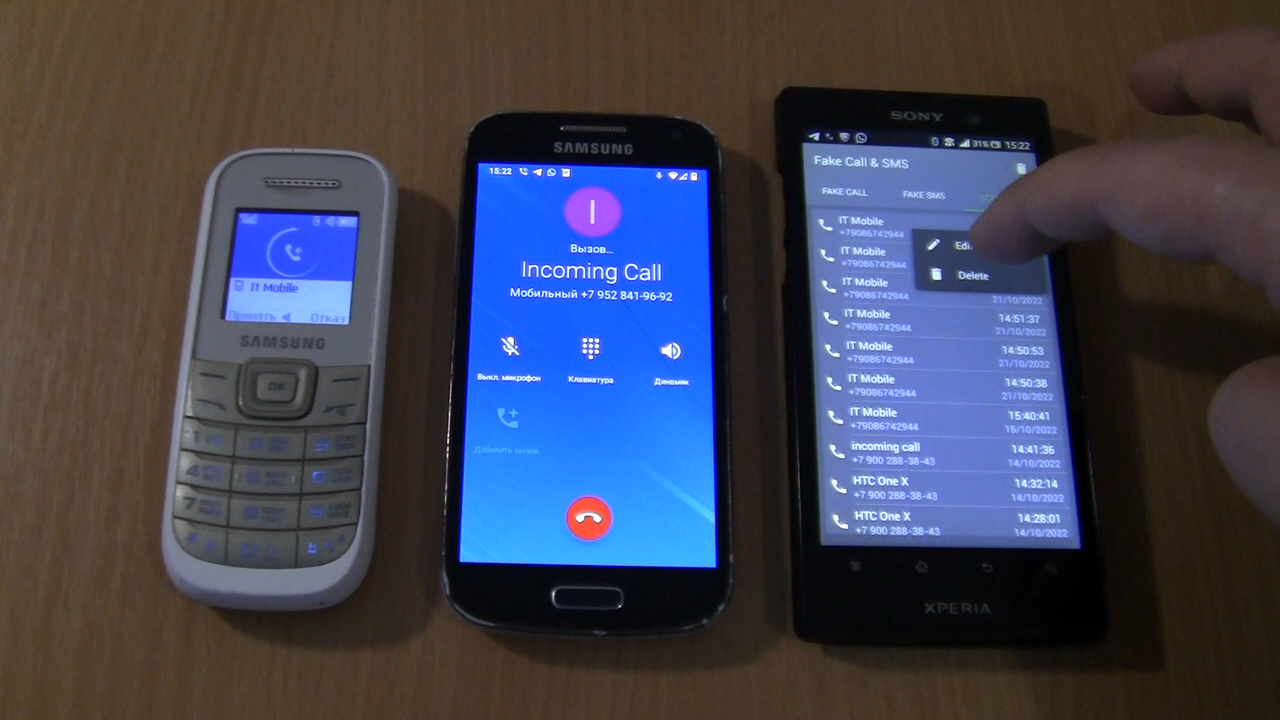 IT Mobile
Принять
Отказ
SAMSUNG
OK
1
4
7
SAMSUNG
15:22
I
Вызов...
Incoming Call
Мобильный +7 952 841-96-92
Выкл. микрофон
Клавиатура
Динамик
Добавить вызов
SONY
31% 15:22
Fake Call & SMS
FAKE CALL FAKE SMS
IT Mobile
+79086742944
IT Mobile
+79086742944
Delete
IT Mobile
+79086742944 21/10/2022
IT Mobile 14:51:37
+79086742944 21/10/2022
IT Mobile 14:50:53
+79086742944 21/10/2022
IT Mobile 14:50:38
+79086742944 21/10/2022
IT Mobile 15:40:41
+79086742944 15/10/2022
incoming call 14:41:36
+7 900 288-38-43 14/10/2022
HTC One X 14:32:14
+7 900 288-38-43 14/10/2022
HTC One X 14:28:01
+7 900 288-38-43 14/10/2022
XPERIA